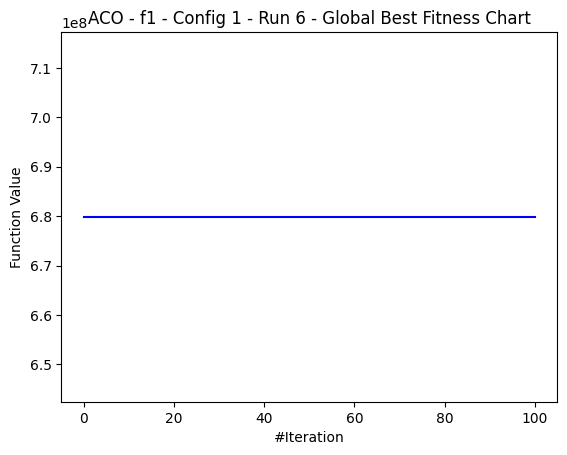 ACO - f1 - Config 1 - Run 6 - Global Best Fitness Chart
1e8
7.1
7.0
6.9
6.8
6.7
6.6
6.5
Function Value
0 20 40 60 80 100
#Iteration